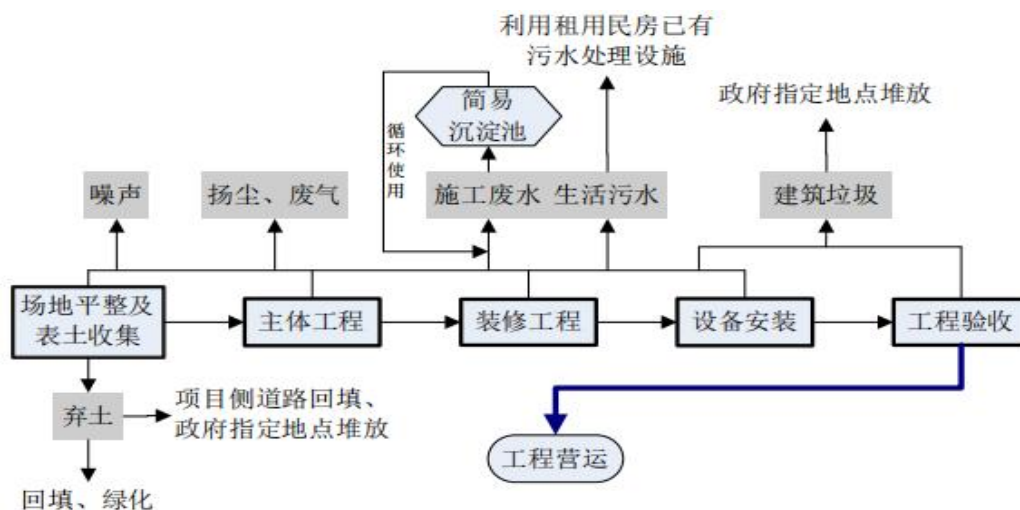 利用租用民房已有
污水处理设施
政府指定地点堆放
简易
沉淀池
循环使用
噪声
扬尘、废气
施工废水
生活污水
建筑垃圾
场地平整及
表土收集
主体工程
装修工程
设备安装
工程验收
弃土
项目侧道路回填、
政府指定地点堆放
工程营运
回填、绿化